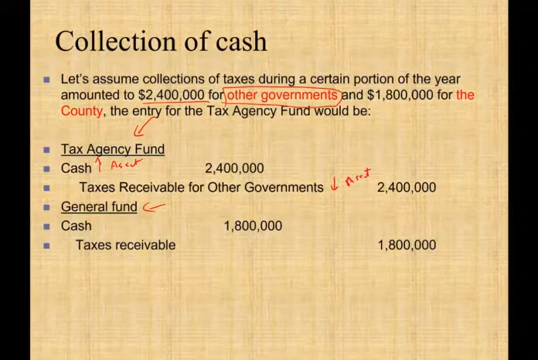 Collection of cash
Let's assume collections of taxes during a certain portion of the year
amounted to $2,400,000 for other governments and $1,800,000 for the
County, the entry for the Tax Agency Fund would be:
Tax Agency Fund
Cash ↑ Asset 2,400,000
Taxes Receivable for Other Governments ↓ Asset 2,400,000
General fund
Cash 1,800,000
Taxes receivable 1,800,000